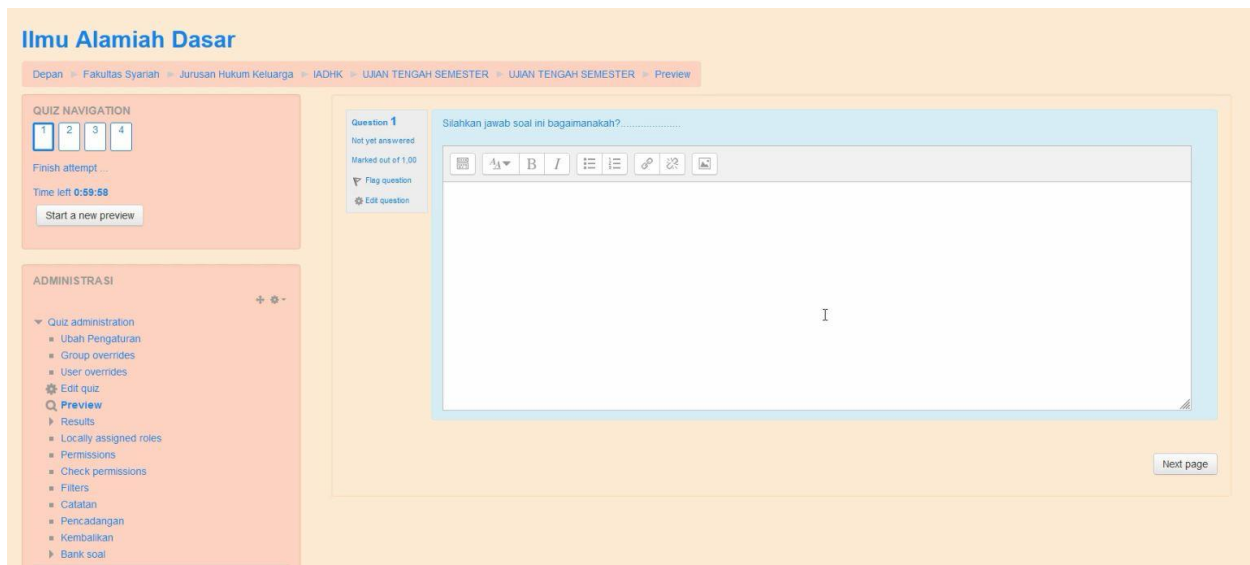 Ilmu Alamiah Dasar
Depan Fakultas Syariah Jurusan Hukum Keluarga IADHK UJIAN TENGAH SEMESTER UJIAN TENGAH SEMESTER Preview
QUIZ NAVIGATION
1 2 3 4
Finish attempt ...
Time left 0:59:58
Start a new preview
ADMINISTRASI
Quiz administration
Ubah Pengaturan
Group overrides
User overrides
Edit quiz
Preview
Results
Locally assigned roles
Permissions
Check permissions
Filters
Catatan
Pencadangan
Kembalikan
Bank soal
Question 1
Not yet answered
Marked out of 1,00
Flag question
Edit question
Silahkan jawab soal ini bagaimanakah?.....................
B I
Next page